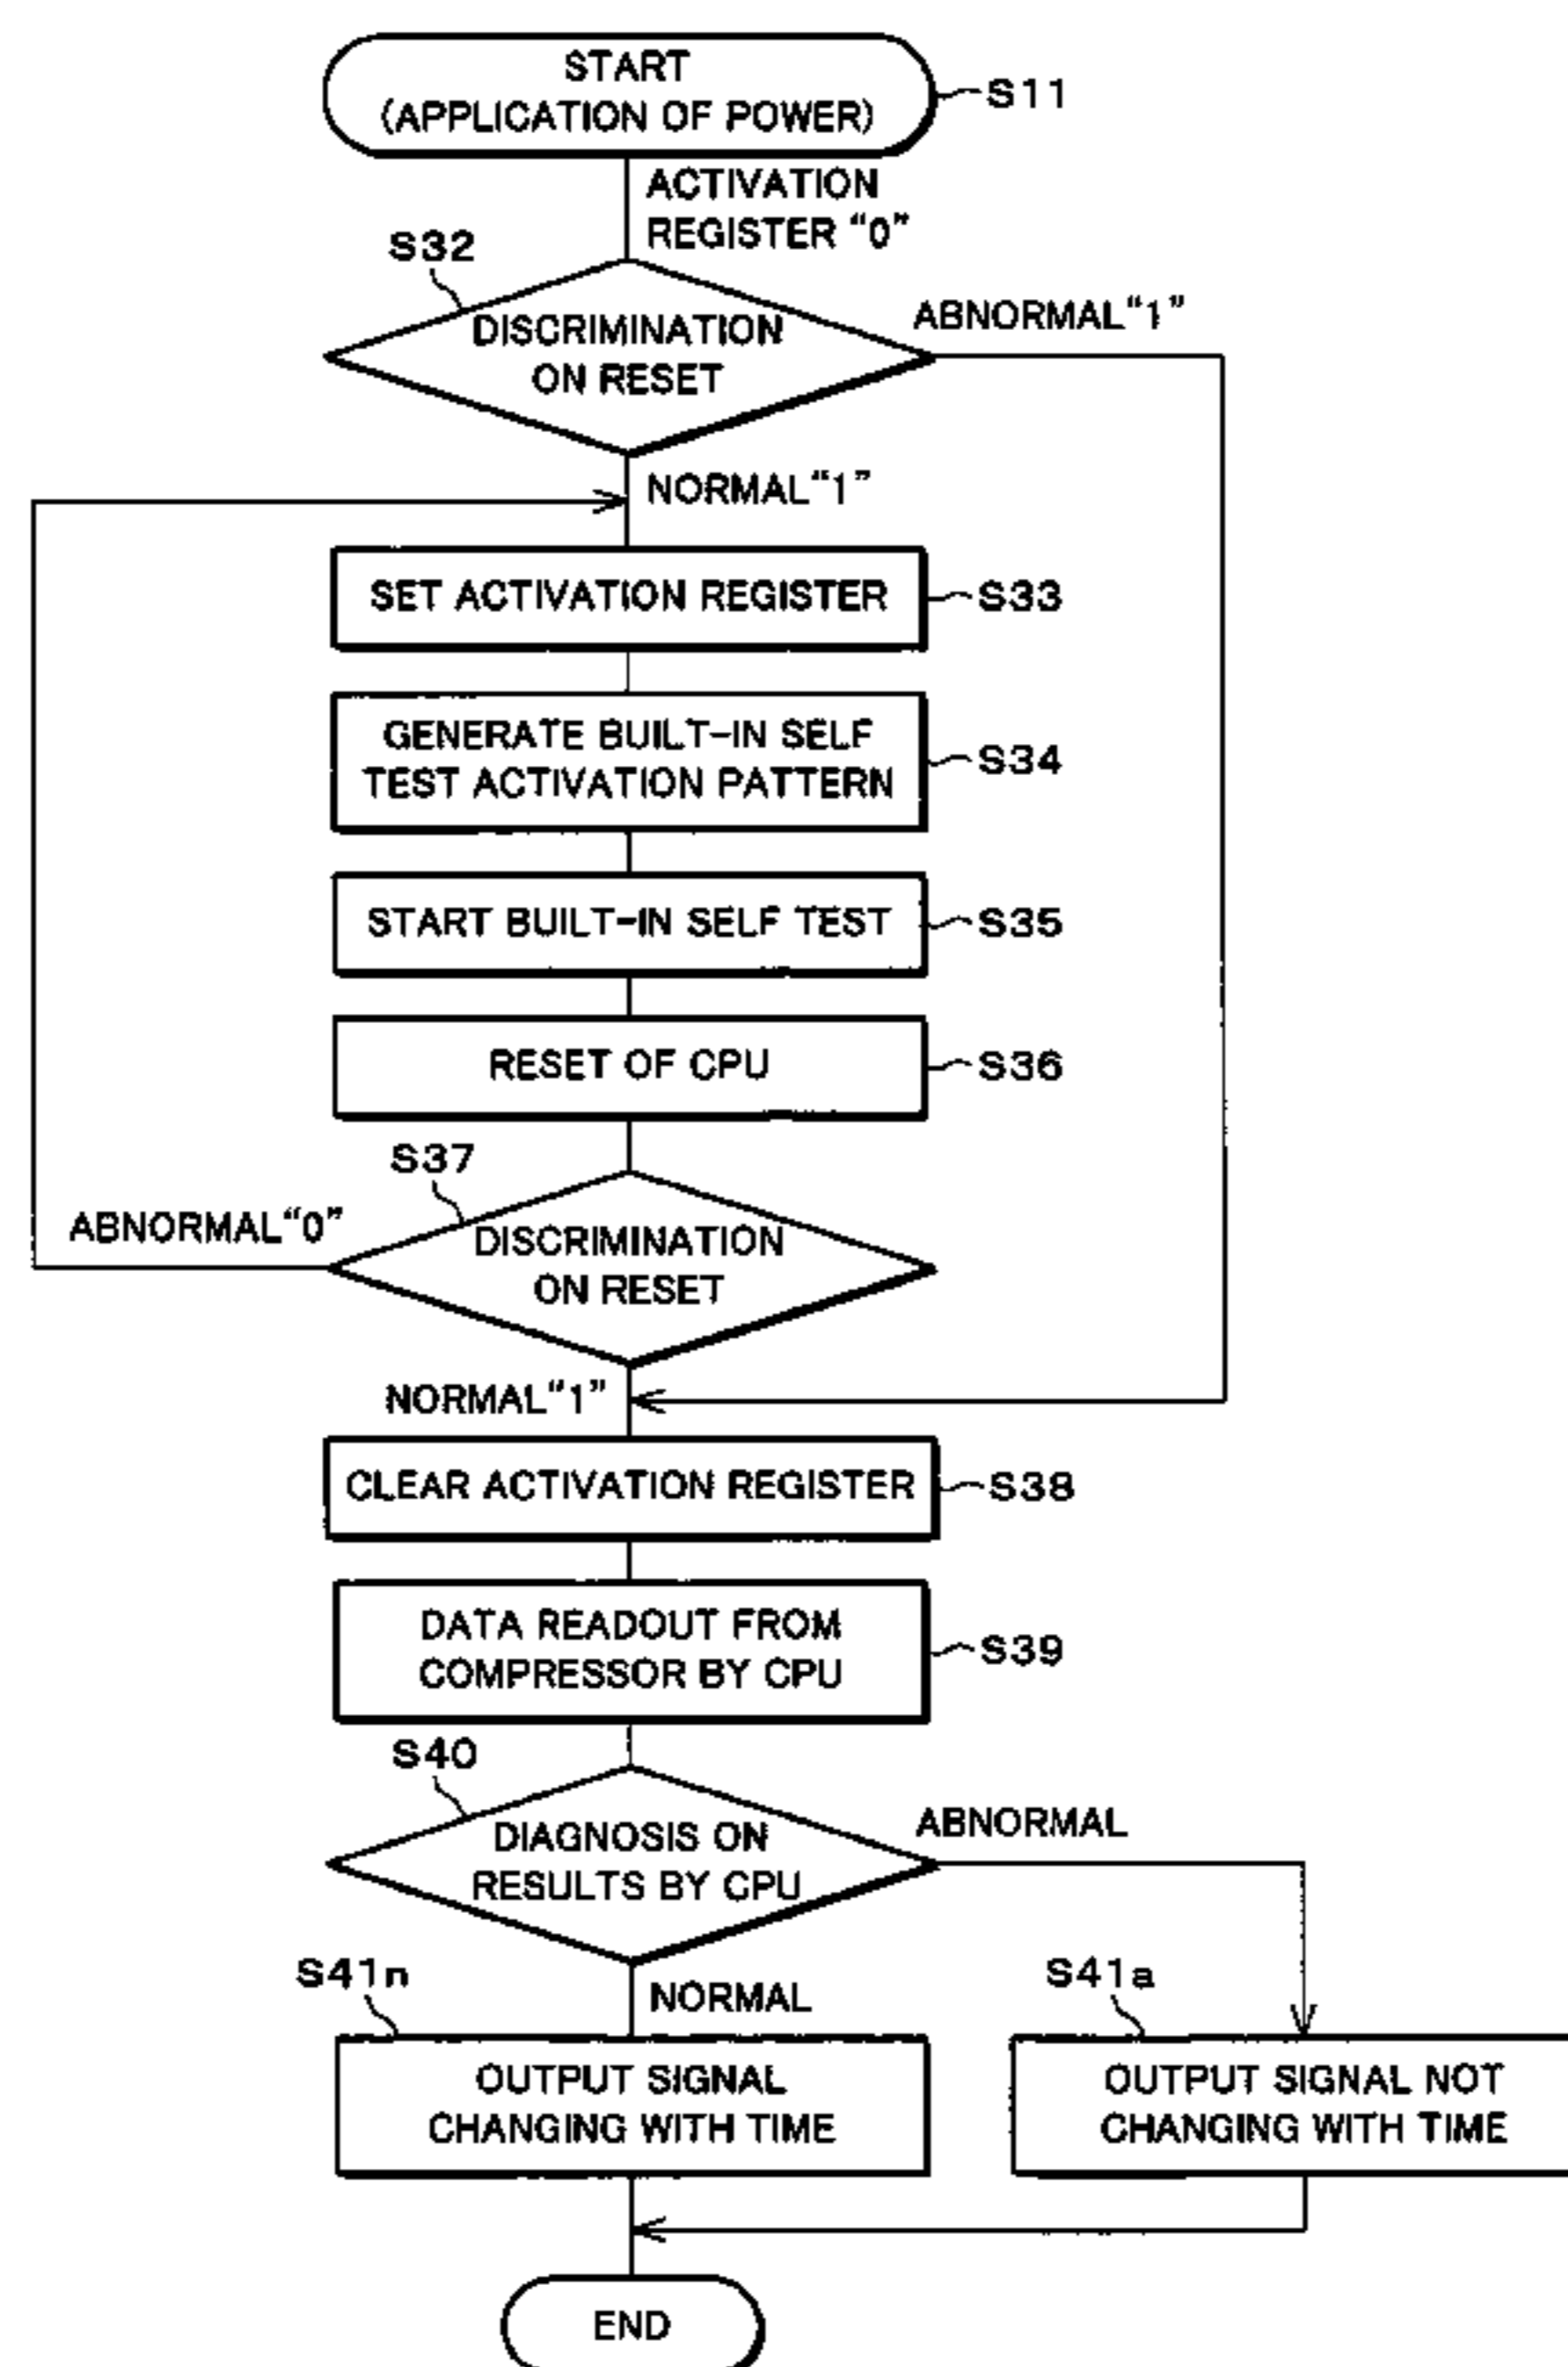 START
(APPLICATION OF POWER)
S11
ACTIVATION
REGISTER “0”
S32
DISCRIMINATION
ON RESET
ABNORMAL“1”
NORMAL“1”
SET ACTIVATION REGISTER
S33
GENERATE BUILT-IN SELF
TEST ACTIVATION PATTERN
S34
START BUILT-IN SELF TEST
S35
RESET OF CPU
S36
S37
ABNORMAL“0”
DISCRIMINATION
ON RESET
NORMAL“1”
CLEAR ACTIVATION REGISTER
S38
DATA READOUT FROM
COMPRESSOR BY CPU
S39
S40
DIAGNOSIS ON
RESULTS BY CPU
ABNORMAL
S41n
NORMAL
S41a
OUTPUT SIGNAL
CHANGING WITH TIME
OUTPUT SIGNAL NOT
CHANGING WITH TIME
END